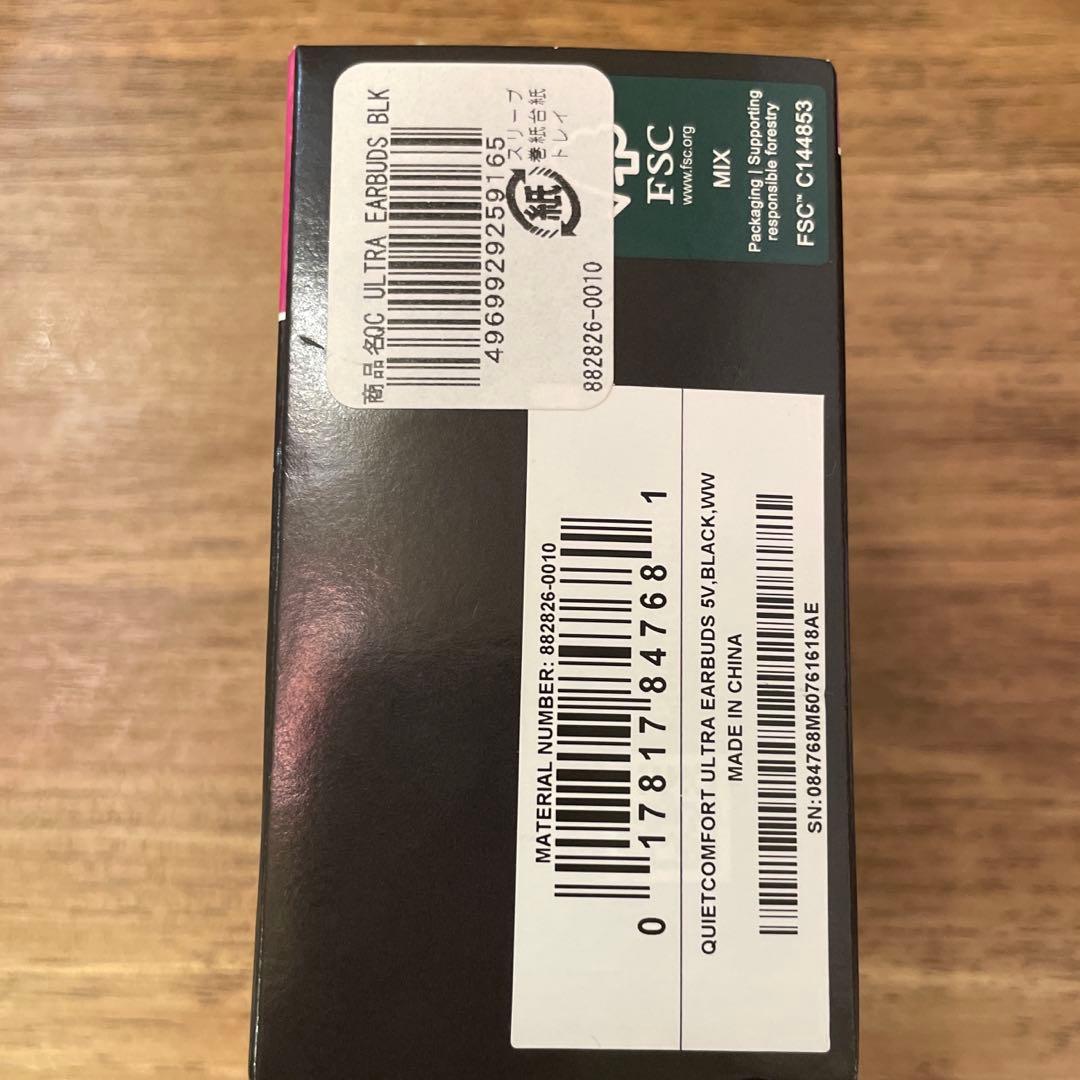 商品名QC ULTRA EARBUDS BLK
4969929259165
紙
スリーブ
巻紙台紙
トレイ
882826-0010
FSC
www.fsc.org
MIX
Packaging | Supporting
responsible forestry
FSC™ C144853
MATERIAL NUMBER: 882826-0010
0 17817 84768 1
QUIETCOMFORT ULTRA EARBUDS 5V,BLACK,WW
MADE IN CHINA
SN:084768M50761618AE